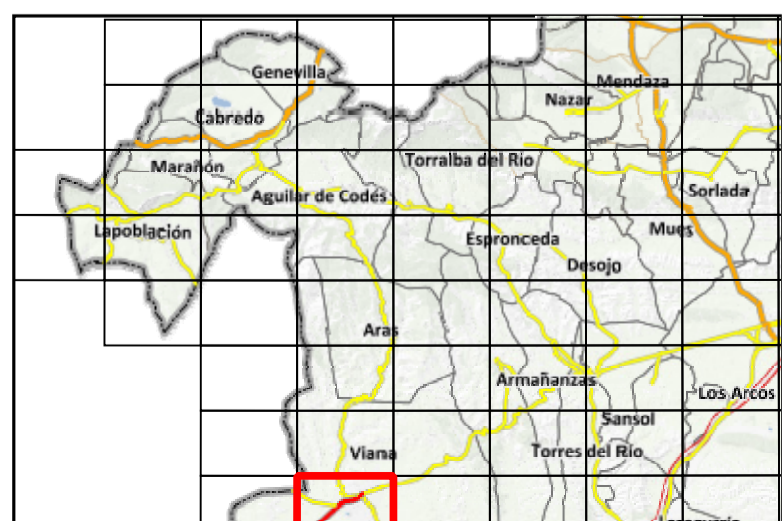 Genevilla
Mendaza
Nazar
Cabredo
Torralba del Río
Marañón
Sorlada
Aguilar de Codés
Mues
Lapoblación
Espronceda
Desojo
Aras
Armañanzas
Los Arcos
Sansol
Viana
Torres del Río